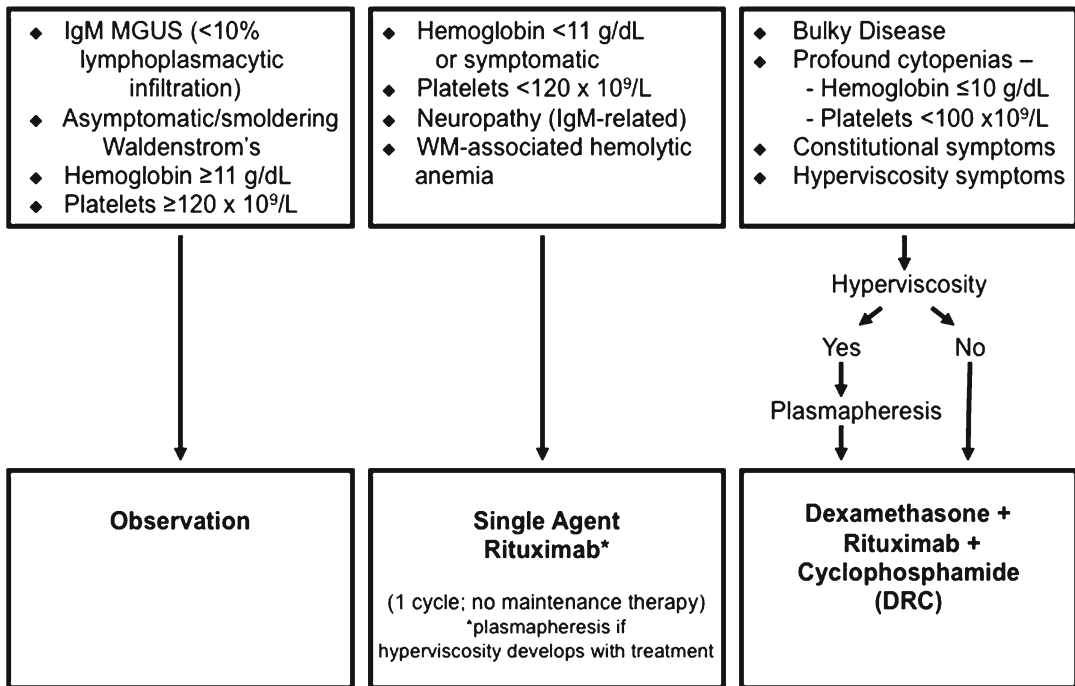 ◆ IgM MGUS (<10%
lymphoplasmacytic
infiltration)
◆ Asymptomatic/smoldering
Waldenstrom's
◆ Hemoglobin ≥11 g/dL
◆ Platelets ≥120 x 10⁹/L
◆ Hemoglobin <11 g/dL
or symptomatic
◆ Platelets <120 x 10⁹/L
◆ Neuropathy (IgM-related)
◆ WM-associated hemolytic
anemia
◆ Bulky Disease
◆ Profound cytopenias –
- Hemoglobin ≤10 g/dL
- Platelets <100 x10⁹/L
◆ Constitutional symptoms
◆ Hyperviscosity symptoms
Hyperviscosity
Yes No
Plasmapheresis
Observation
Single Agent
Rituximab*
(1 cycle; no maintenance therapy)
*plasmapheresis if
hyperviscosity develops with treatment
Dexamethasone +
Rituximab +
Cyclophosphamide
(DRC)